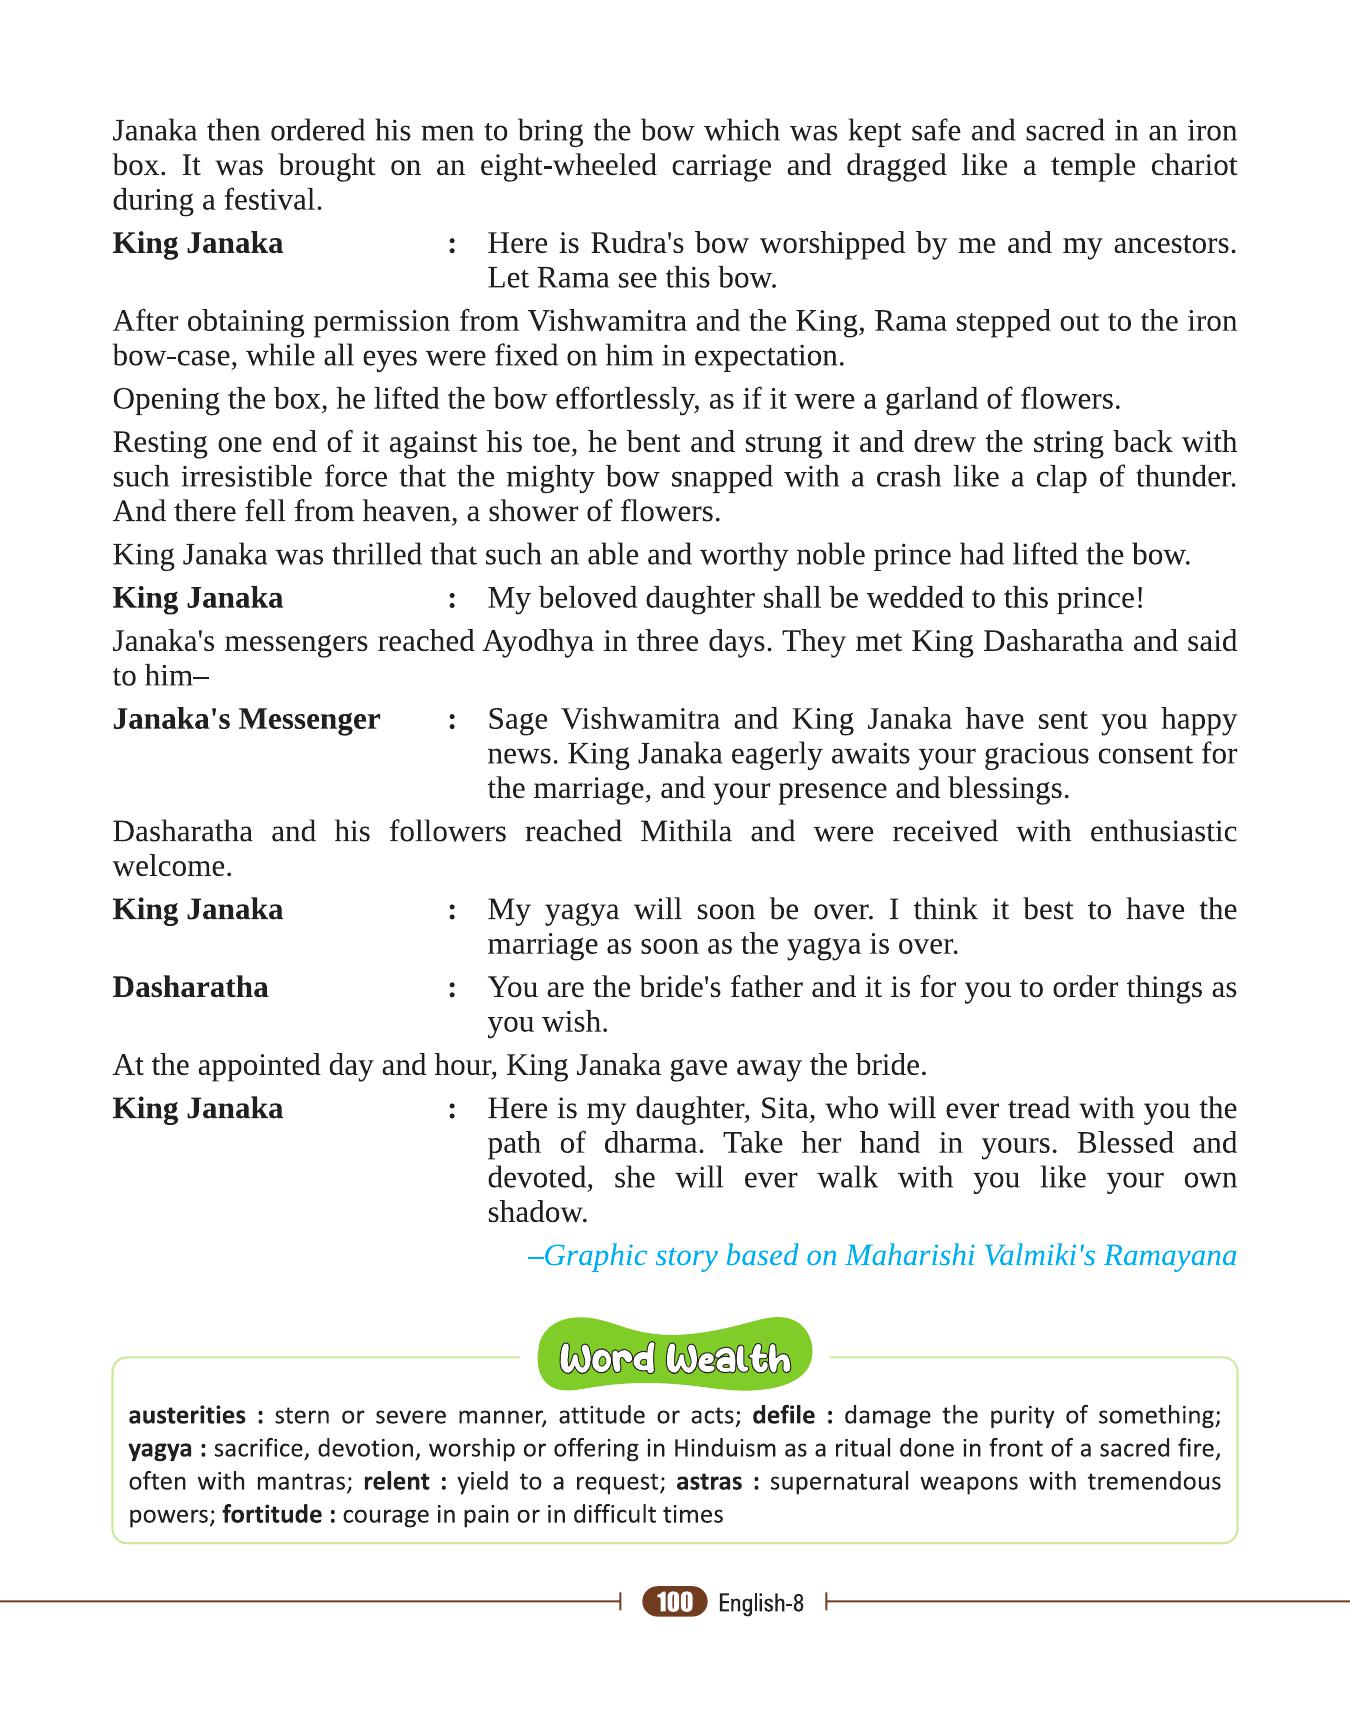 Janaka then ordered his men to bring the bow which was kept safe and sacred in an iron
box. It was brought on an eight-wheeled carriage and dragged like a temple chariot
during a festival.
King Janaka : Here is Rudra's bow worshipped by me and my ancestors.
Let Rama see this bow.
After obtaining permission from Vishwamitra and the King, Rama stepped out to the iron
bow-case, while all eyes were fixed on him in expectation.
Opening the box, he lifted the bow effortlessly, as if it were a garland of flowers.
Resting one end of it against his toe, he bent and strung it and drew the string back with
such irresistible force that the mighty bow snapped with a crash like a clap of thunder.
And there fell from heaven, a shower of flowers.
King Janaka was thrilled that such an able and worthy noble prince had lifted the bow.
King Janaka : My beloved daughter shall be wedded to this prince!
Janaka's messengers reached Ayodhya in three days. They met King Dasharatha and said
to him–
Janaka's Messenger : Sage Vishwamitra and King Janaka have sent you happy
news. King Janaka eagerly awaits your gracious consent for
the marriage, and your presence and blessings.
Dasharatha and his followers reached Mithila and were received with enthusiastic
welcome.
King Janaka : My yagya will soon be over. I think it best to have the
marriage as soon as the yagya is over.
Dasharatha : You are the bride's father and it is for you to order things as
you wish.
At the appointed day and hour, King Janaka gave away the bride.
King Janaka : Here is my daughter, Sita, who will ever tread with you the
path of dharma. Take her hand in yours. Blessed and
devoted, she will ever walk with you like your own
shadow.
–Graphic story based on Maharishi Valmiki's Ramayana
Word Wealth
austerities : stern or severe manner, attitude or acts; defile : damage the purity of something;
yagya : sacrifice, devotion, worship or offering in Hinduism as a ritual done in front of a sacred fire,
often with mantras; relent : yield to a request; astras : supernatural weapons with tremendous
powers; fortitude : courage in pain or in difficult times
100 English-8